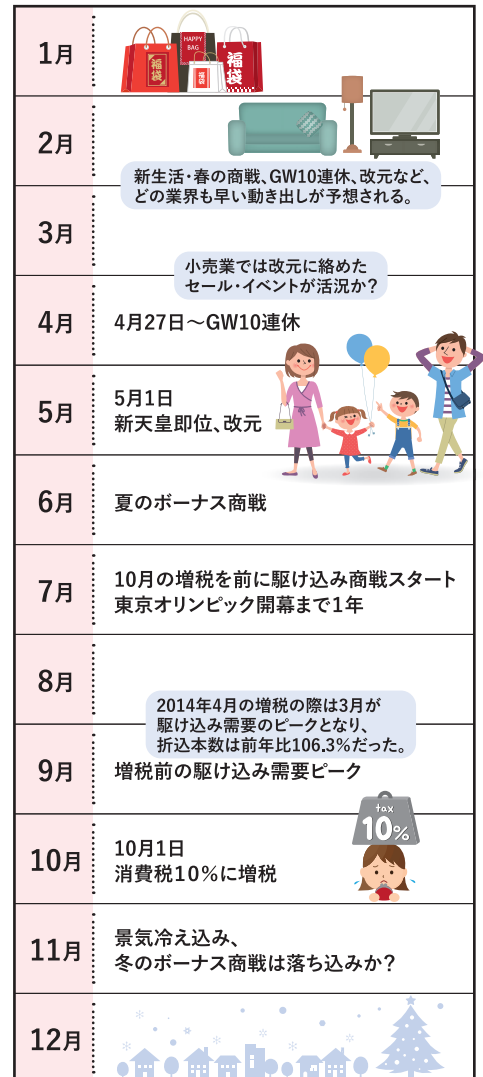 1月
福袋
HAPPY
BAG
福袋
福袋
2月
新生活・春の商戦、GW10連休、改元など、
どの業界も早い動き出しが予想される。
3月
小売業では改元に絡めた
セール・イベントが活況か?
4月
4月27日〜GW10連休
5月
5月1日
新天皇即位、改元
6月
夏のボーナス商戦
7月
10月の増税を前に駆け込み商戦スタート
東京オリンピック開幕まで1年
8月
2014年4月の増税の際は3月が
駆け込み需要のピークとなり、
折込本数は前年比106.3%だった。
9月
増税前の駆け込み需要ピーク
tax
10%
10月
10月1日
消費税10%に増税
11月
景気冷え込み、
冬のボーナス商戦は落ち込みか?
12月